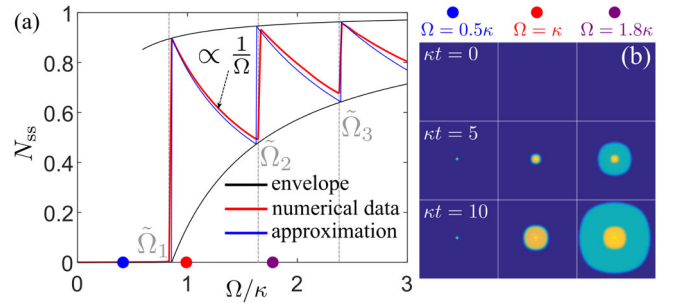 (a)
N_ss
1
0.8
0.6
0.4
0.2
0
∝ 1/Ω
Ω̃_1
Ω̃_2
Ω̃_3
envelope
numerical data
approximation
0 1 2 3
Ω/κ
Ω = 0.5κ Ω = κ Ω = 1.8κ
κt = 0 (b)
κt = 5
κt = 10